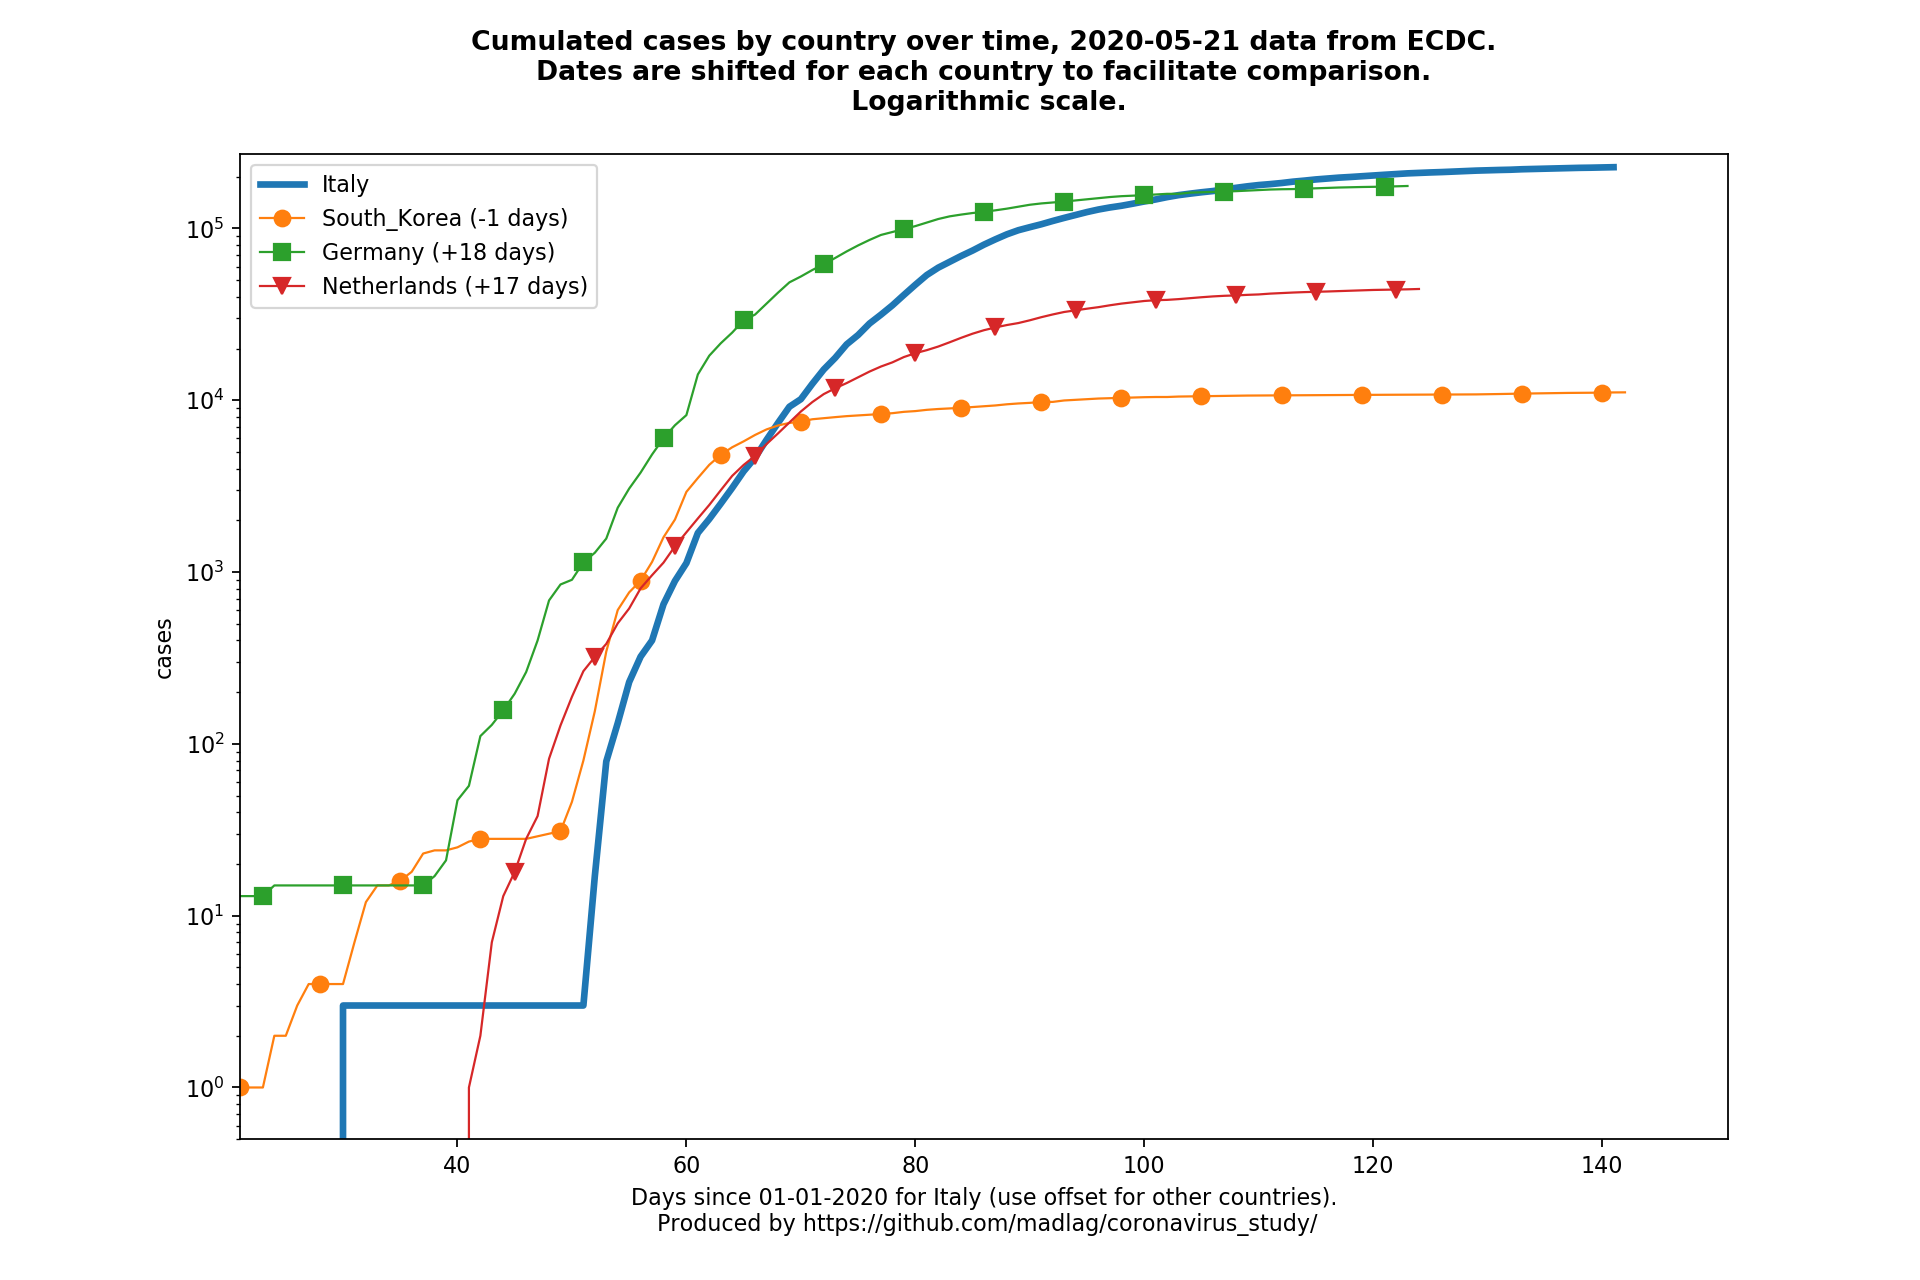 Cumulated cases by country over time, 2020-05-21 data from ECDC.
Dates are shifted for each country to facilitate comparison.
Logarithmic scale.
Italy
South_Korea (-1 days)
Germany (+18 days)
Netherlands (+17 days)
cases
10^5
10^4
10^3
10^2
10^1
10^0
40 60 80 100 120 140
Days since 01-01-2020 for Italy (use offset for other countries).
Produced by https://github.com/madlag/coronavirus_study/